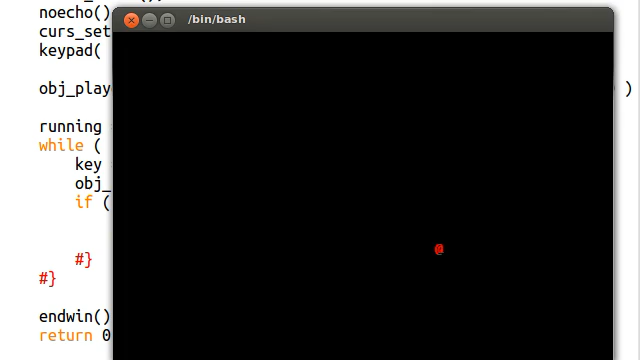 noecho()
curs_set
/bin/bash
keypad(
obj_play
)
running
while (
key
obj_
if (
@
#}
#}
endwin()
return 0